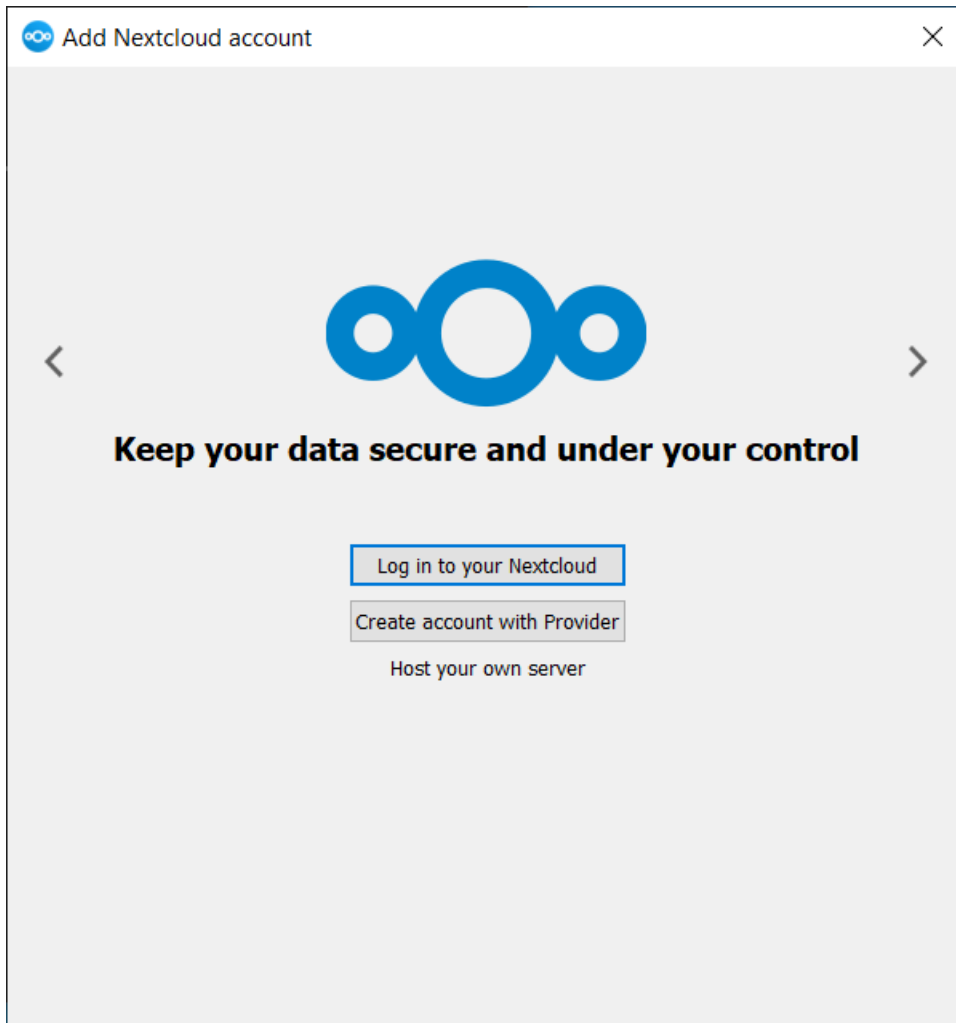 Add Nextcloud account
Keep your data secure and under your control
Log in to your Nextcloud
Create account with Provider
Host your own server